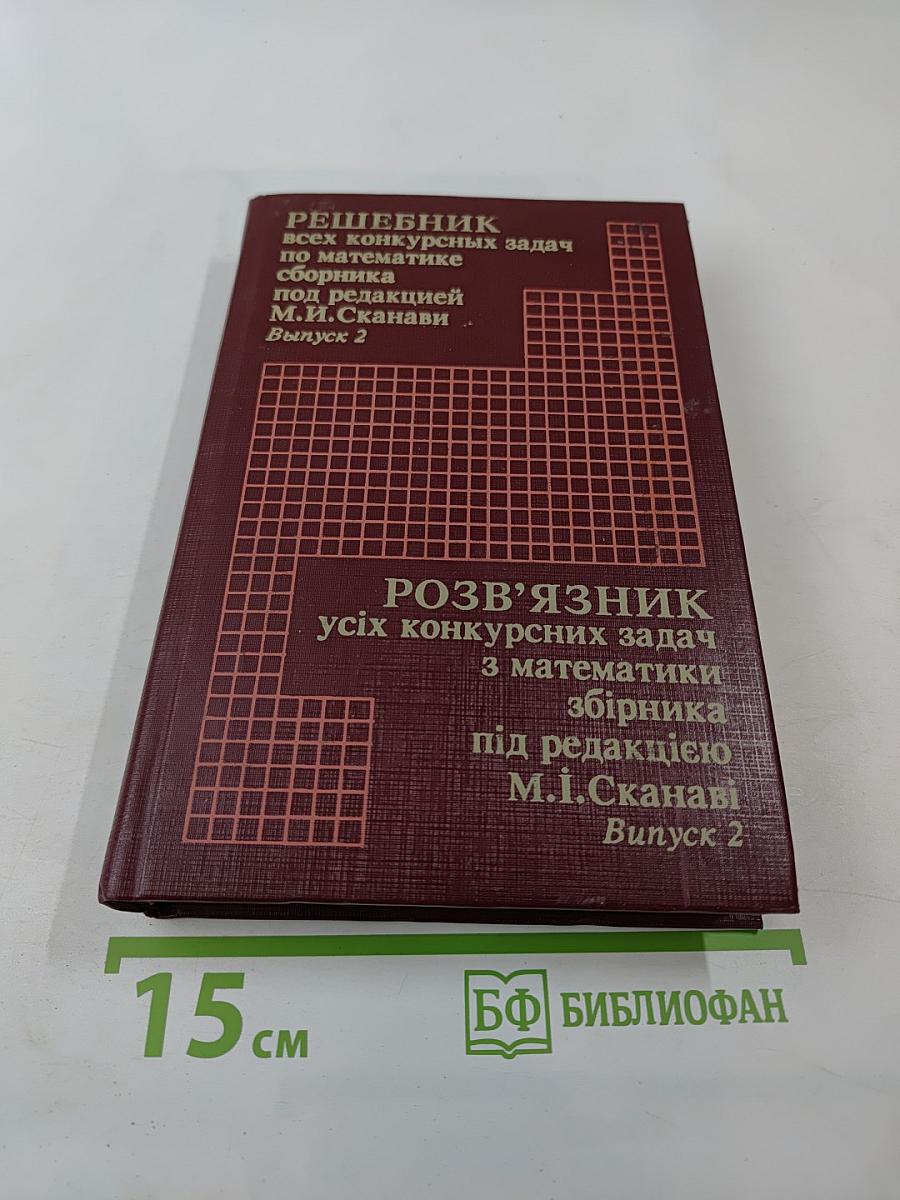 РЕШЕБНИК
всех конкурсных задач
по математике
сборника
под редакцией
М.И.Сканави
Выпуск 2
РОЗВ'ЯЗНИК
усіх конкурсних задач
з математики
збірника
під редакцією
М.І.Сканаві
Випуск 2
15 см
БФ БИБЛИОФАН